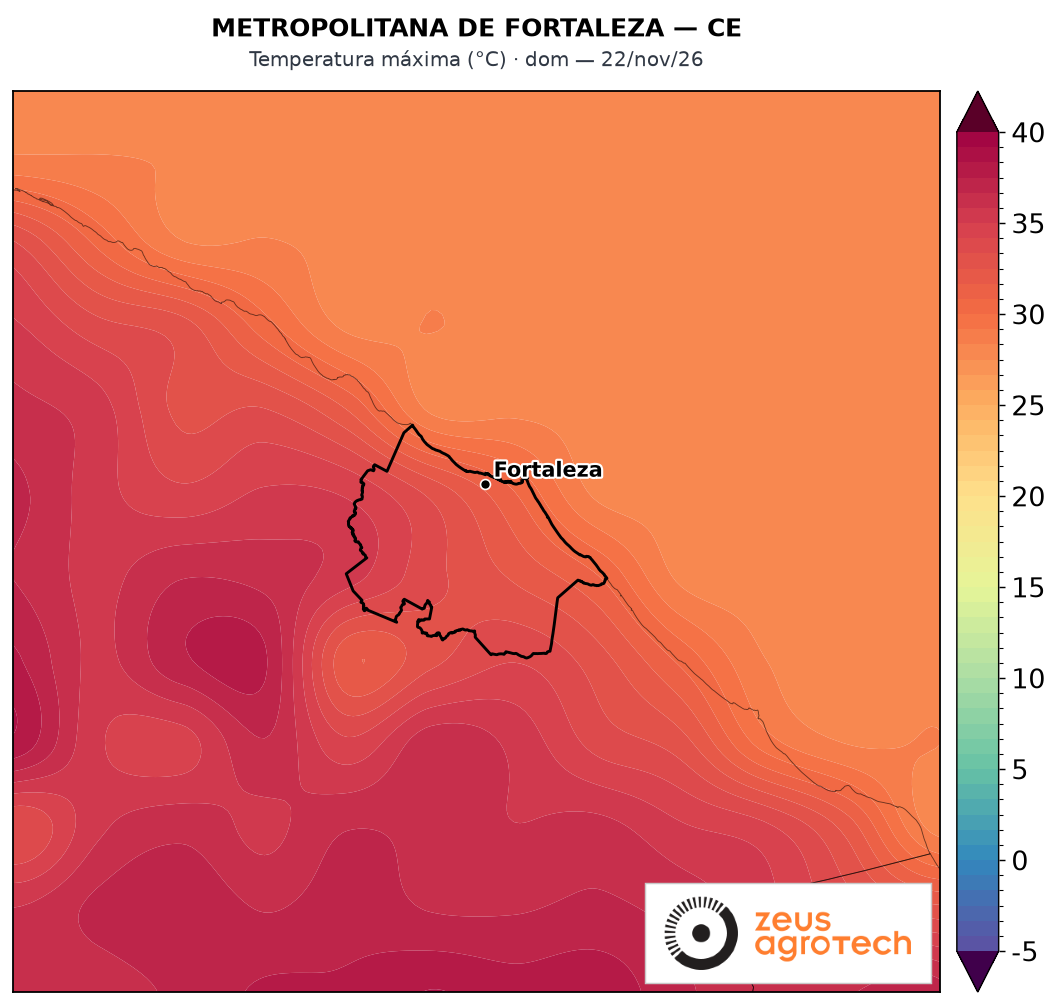 METROPOLITANA DE FORTALEZA — CE
Temperatura máxima (°C) · dom — 22/nov/26
Fortaleza
40
35
30
25
20
15
10
5
0
-5
zeus
agrotech